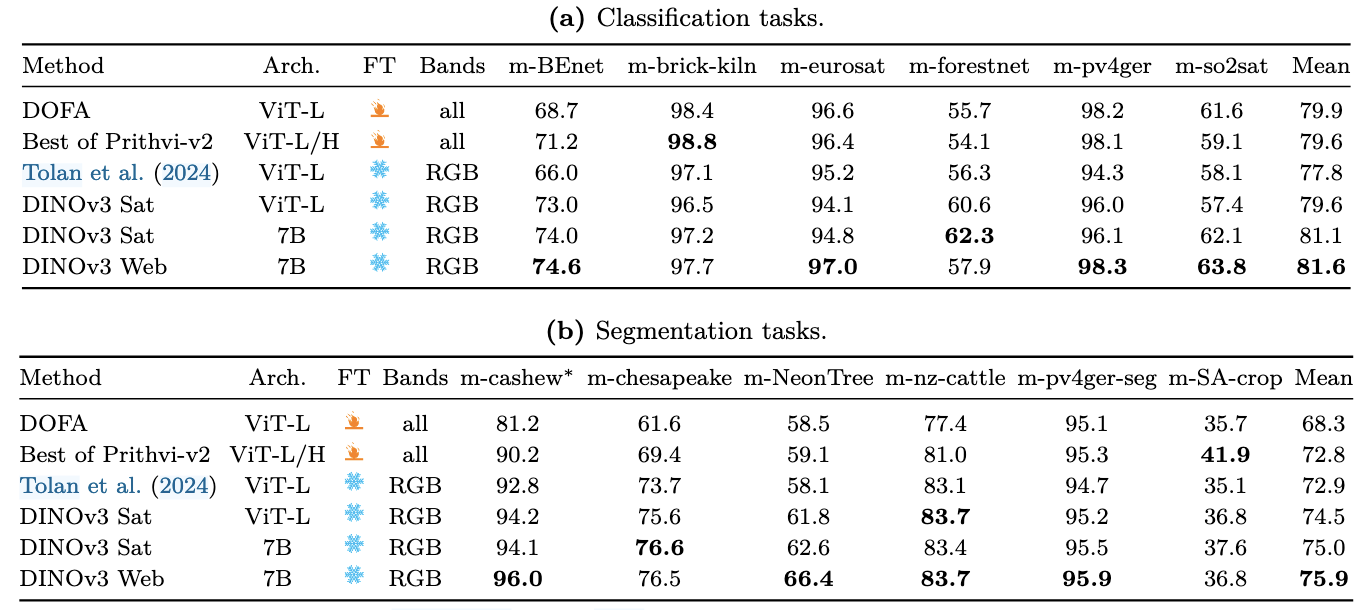 (a) Classification tasks.
Method Arch. FT Bands m-BEnet m-brick-kiln m-eurosat m-forestnet m-pv4ger m-so2sat Mean
DOFA ViT-L all 68.7 98.4 96.6 55.7 98.2 61.6 79.9
Best of Prithvi-v2 ViT-L/H all 71.2 98.8 96.4 54.1 98.1 59.1 79.6
Tolan et al. (2024) ViT-L RGB 66.0 97.1 95.2 56.3 94.3 58.1 77.8
DINOv3 Sat ViT-L RGB 73.0 96.5 94.1 60.6 96.0 57.4 79.6
DINOv3 Sat 7B RGB 74.0 97.2 94.8 62.3 96.1 62.1 81.1
DINOv3 Web 7B RGB 74.6 97.7 97.0 57.9 98.3 63.8 81.6
(b) Segmentation tasks.
Method Arch. FT Bands m-cashew* m-chesapeake m-NeonTree m-nz-cattle m-pv4ger-seg m-SA-crop Mean
DOFA ViT-L all 81.2 61.6 58.5 77.4 95.1 35.7 68.3
Best of Prithvi-v2 ViT-L/H all 90.2 69.4 59.1 81.0 95.3 41.9 72.8
Tolan et al. (2024) ViT-L RGB 92.8 73.7 58.1 83.1 94.7 35.1 72.9
DINOv3 Sat ViT-L RGB 94.2 75.6 61.8 83.7 95.2 36.8 74.5
DINOv3 Sat 7B RGB 94.1 76.6 62.6 83.4 95.5 37.6 75.0
DINOv3 Web 7B RGB 96.0 76.5 66.4 83.7 95.9 36.8 75.9